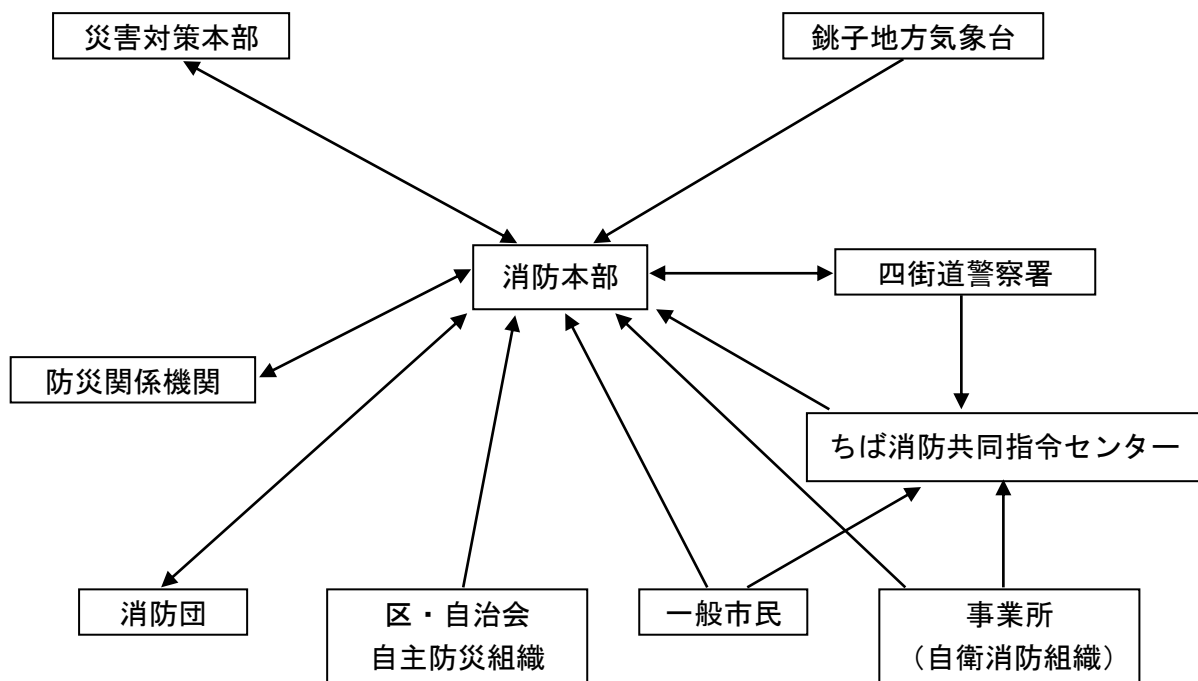 災害対策本部
銚子地方気象台
消防本部
四街道警察署
防災関係機関
ちば消防共同指令センター
消防団
区・自治会
自主防災組織
一般市民
事業所
（自衛消防組織）